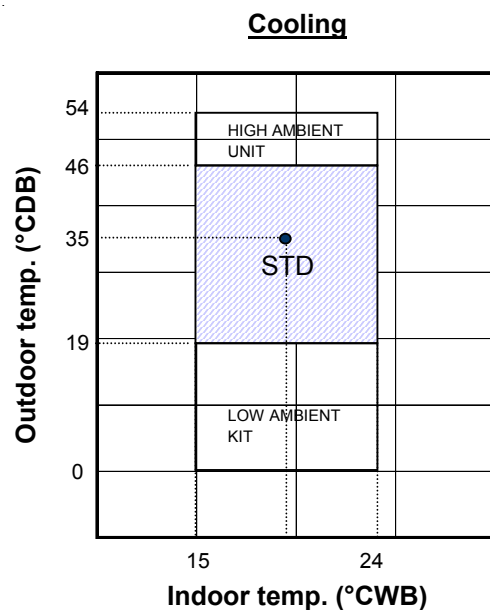 Cooling
54
HIGH AMBIENT
UNIT
46
35
STD
19
LOW AMBIENT
KIT
0
15
24
Outdoor temp. (°CDB)
Indoor temp. (°CWB)